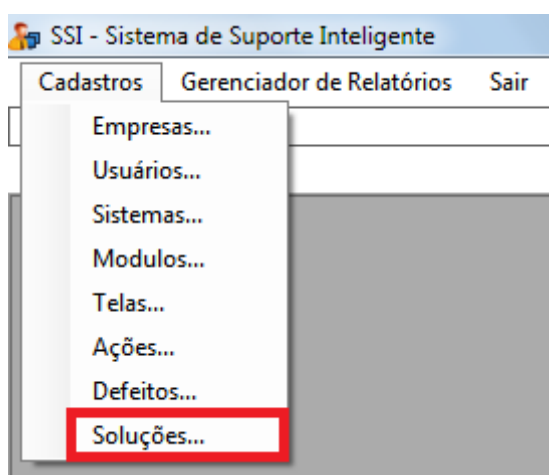 SSI - Sistema de Suporte Inteligente
Cadastros Gerenciador de Relatórios Sair
Empresas...
Usuários...
Sistemas...
Modulos...
Telas...
Ações...
Defeitos...
Soluções...